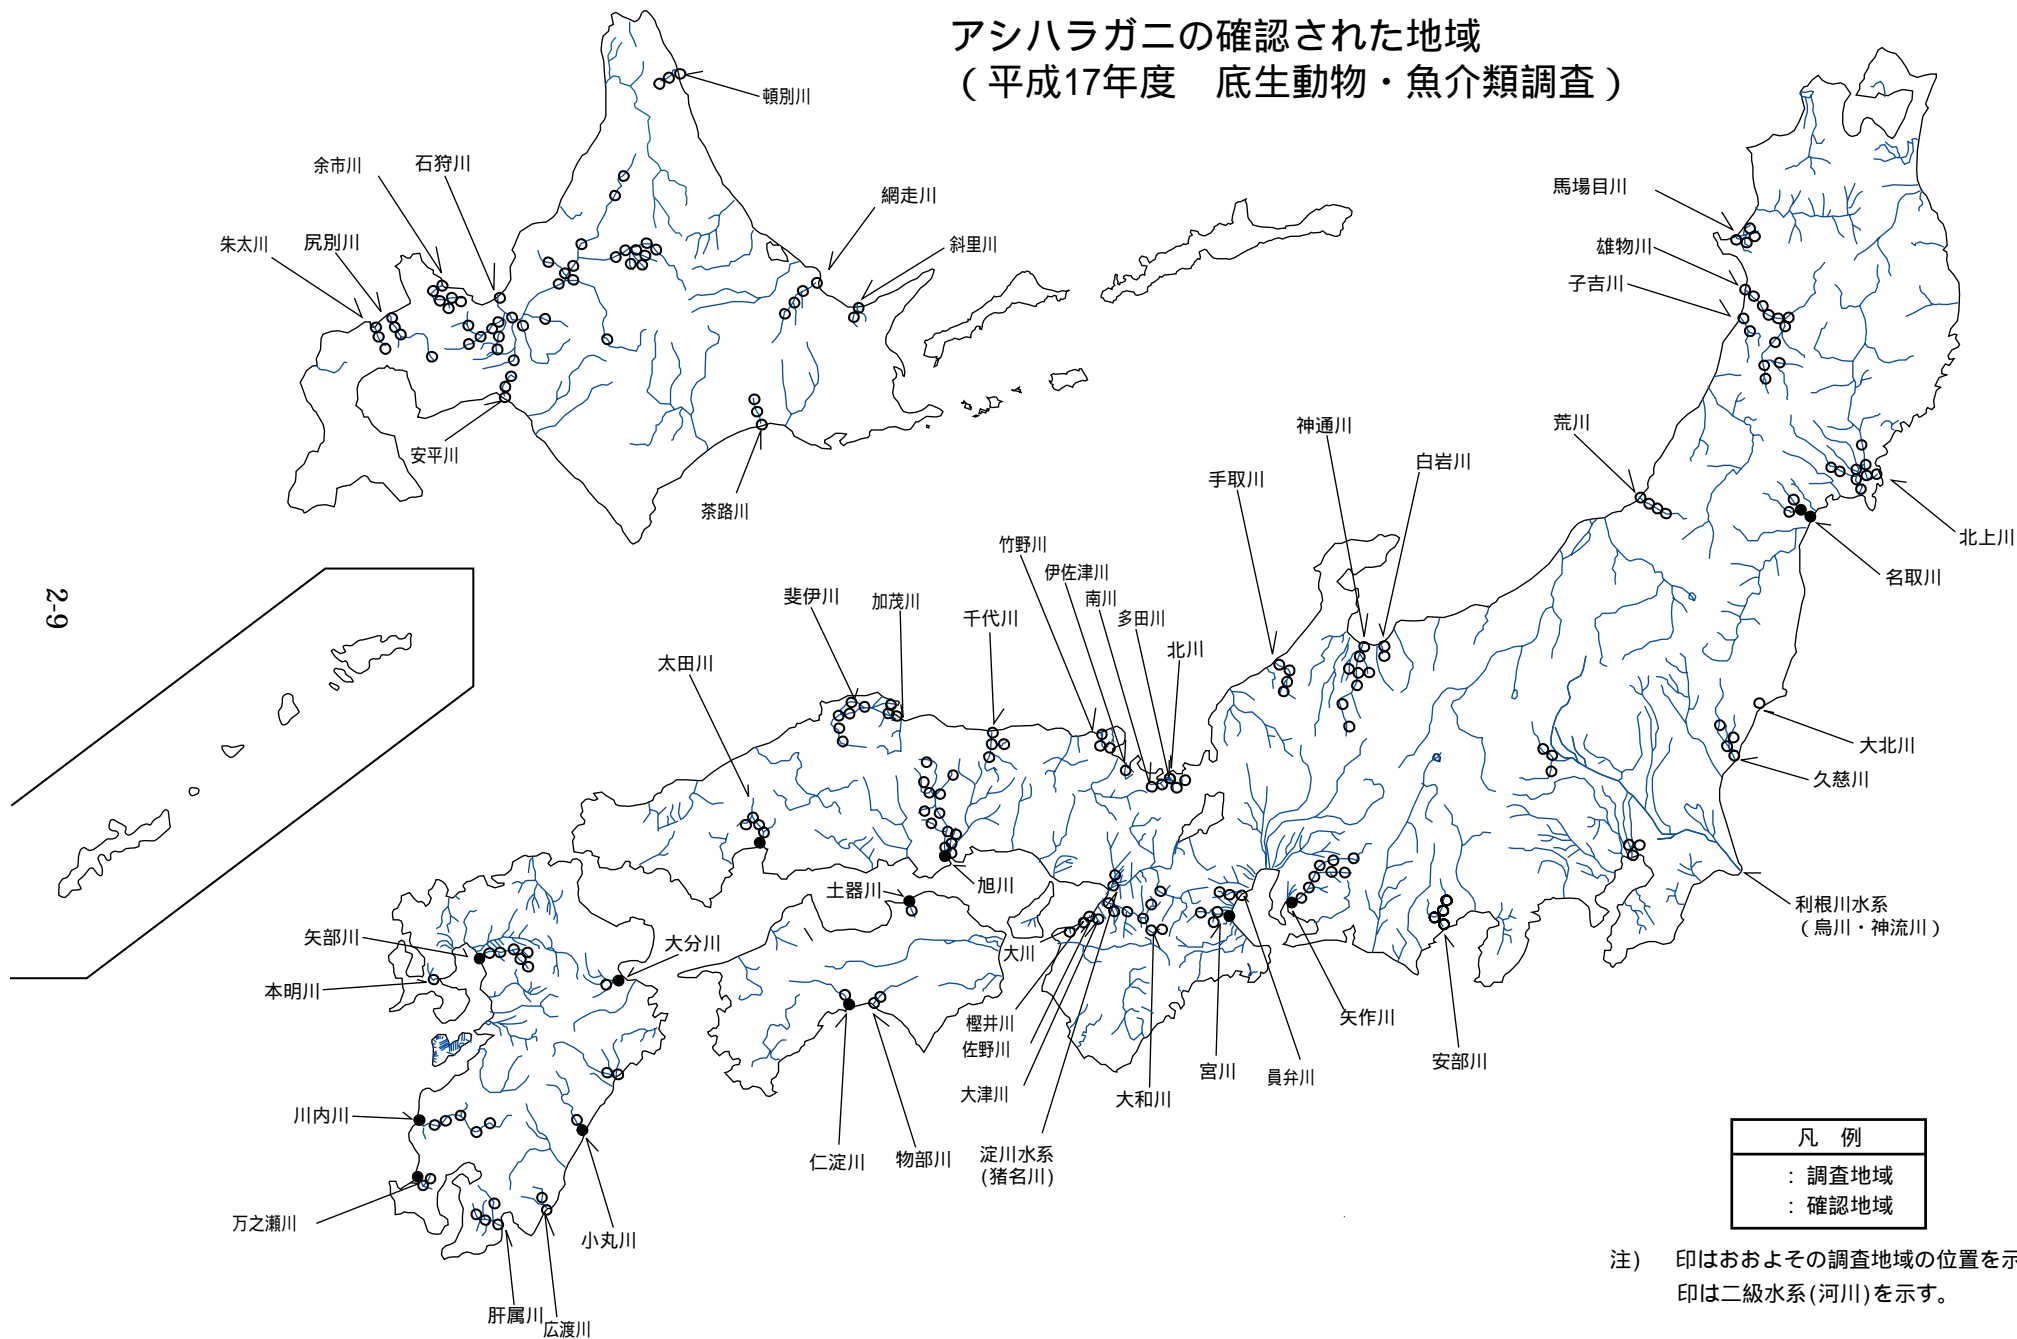 アシハラガニの確認された地域
（平成17年度　底生動物・魚介類調査）
頓別川
余市川
石狩川
網走川
朱太川
尻別川
斜里川
安平川
茶路川
馬場目川
雄物川
子吉川
荒川
神通川
白岩川
手取川
北上川
名取川
竹野川
伊佐津川
南川
多田川
北川
斐伊川
加茂川
千代川
太田川
大北川
久慈川
旭川
土器川
利根川水系
（烏川・神流川）
矢部川
大分川
大川
本明川
樫井川
佐野川
矢作川
安部川
宮川
員弁川
大津川
大和川
川内川
仁淀川
物部川
淀川水系
(猪名川)
万之瀬川
小丸川
肝属川
広渡川
2-9
凡　例
：調査地域
：確認地域
注）　印はおおよその調査地域の位置を示
印は二級水系(河川)を示す。